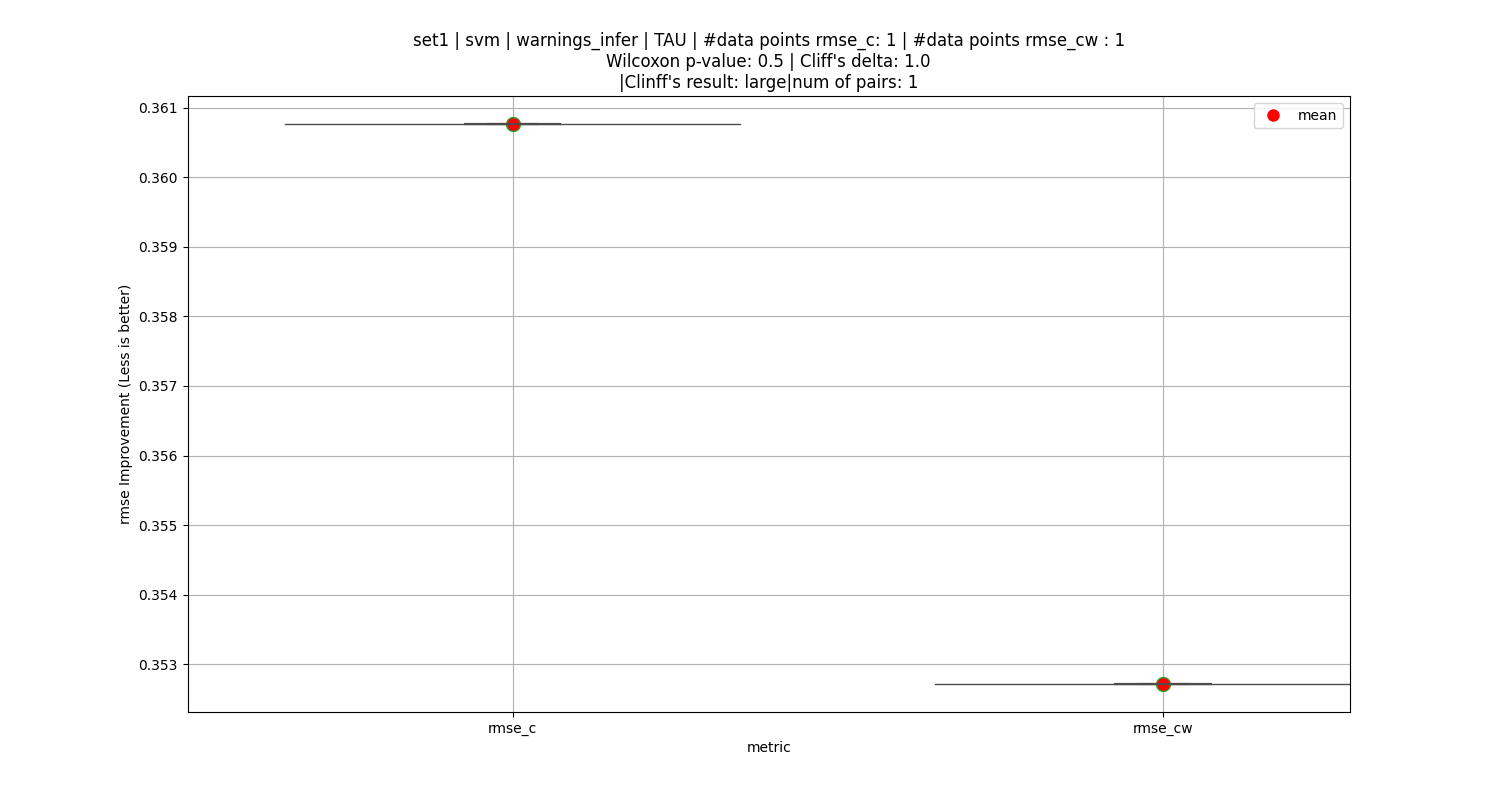 set1 | svm | warnings_infer | TAU | #data points rmse_c: 1 | #data points rmse_cw : 1
Wilcoxon p-value: 0.5 | Cliff's delta: 1.0
|Clinff's result: large|num of pairs: 1
mean
rmse Improvement (Less is better)
0.361
0.360
0.359
0.358
0.357
0.356
0.355
0.354
0.353
rmse_c
rmse_cw
metric